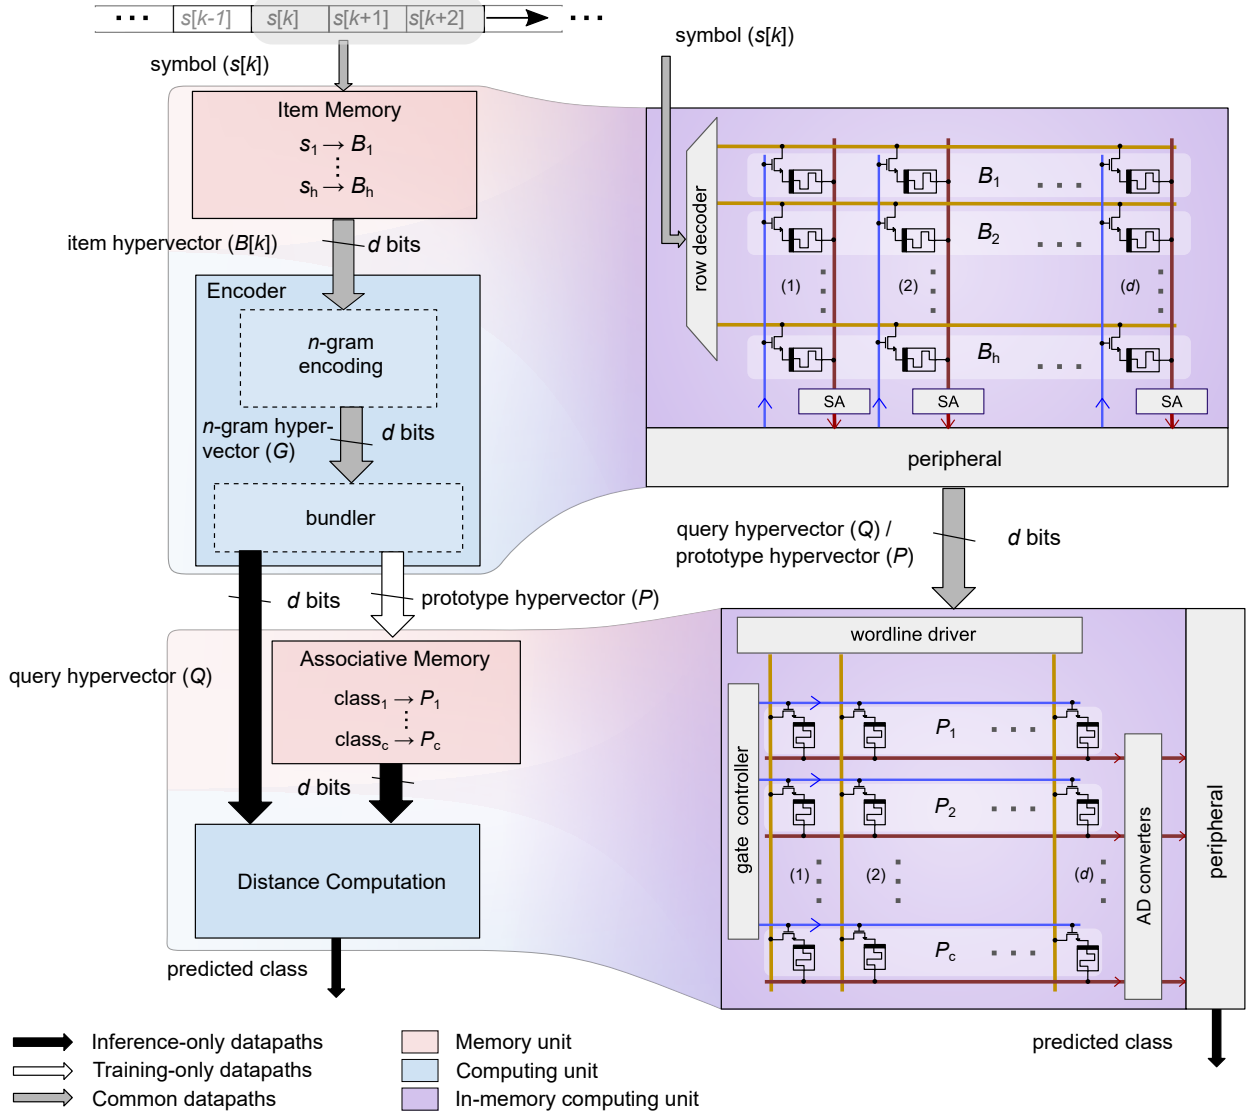 ... s[k-1] s[k] s[k+1] s[k+2] ...
symbol (s[k])
Item Memory
s1 → B1
sh → Bh
item hypervector (B[k])
d bits
Encoder
n-gram
encoding
n-gram hyper-
vector (G)
d bits
bundler
d bits
prototype hypervector (P)
query hypervector (Q)
Associative Memory
class1 → P1
classc → Pc
d bits
Distance Computation
predicted class
symbol (s[k])
row decoder
B1
...
B2
...
(1)
(2)
(d)
Bh
...
SA
SA
SA
peripheral
query hypervector (Q) /
prototype hypervector (P)
d bits
wordline driver
gate controller
P1
...
P2
...
(1)
(2)
(d)
Pc
...
AD converters
peripheral
predicted class
Inference-only datapaths
Training-only datapaths
Common datapaths
Memory unit
Computing unit
In-memory computing unit